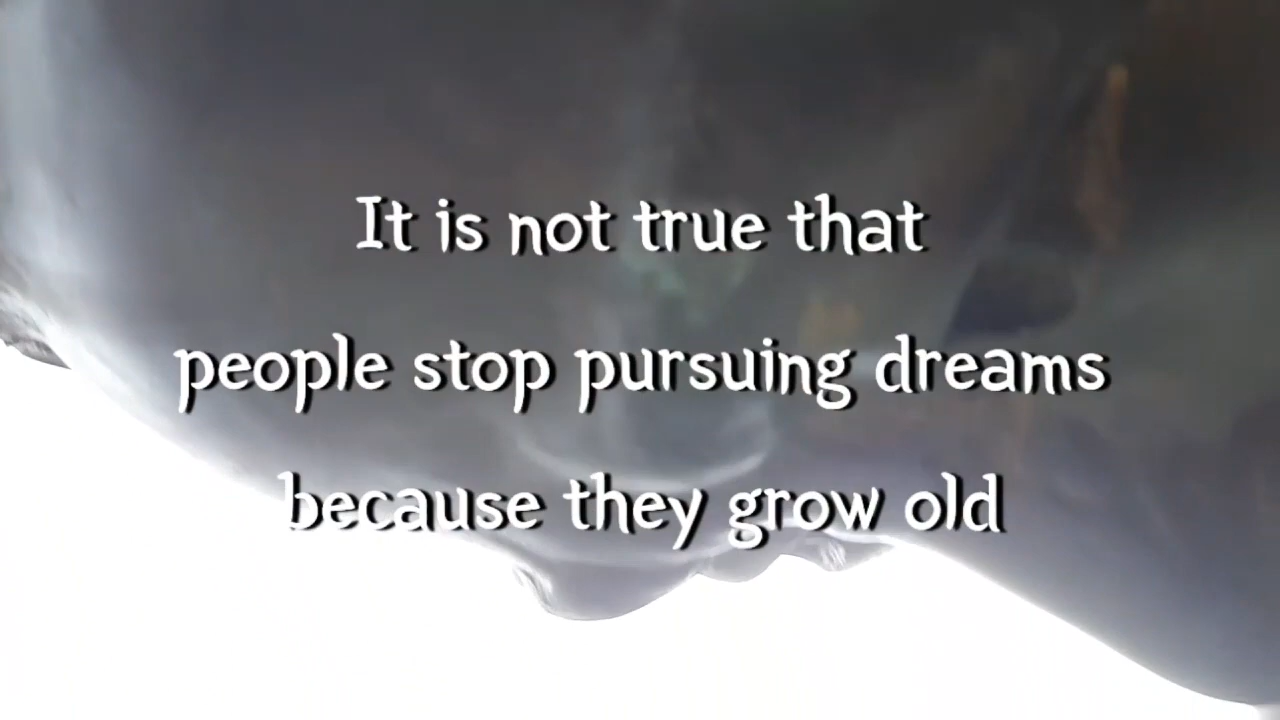 It is not true that
people stop pursuing dreams
because they grow old